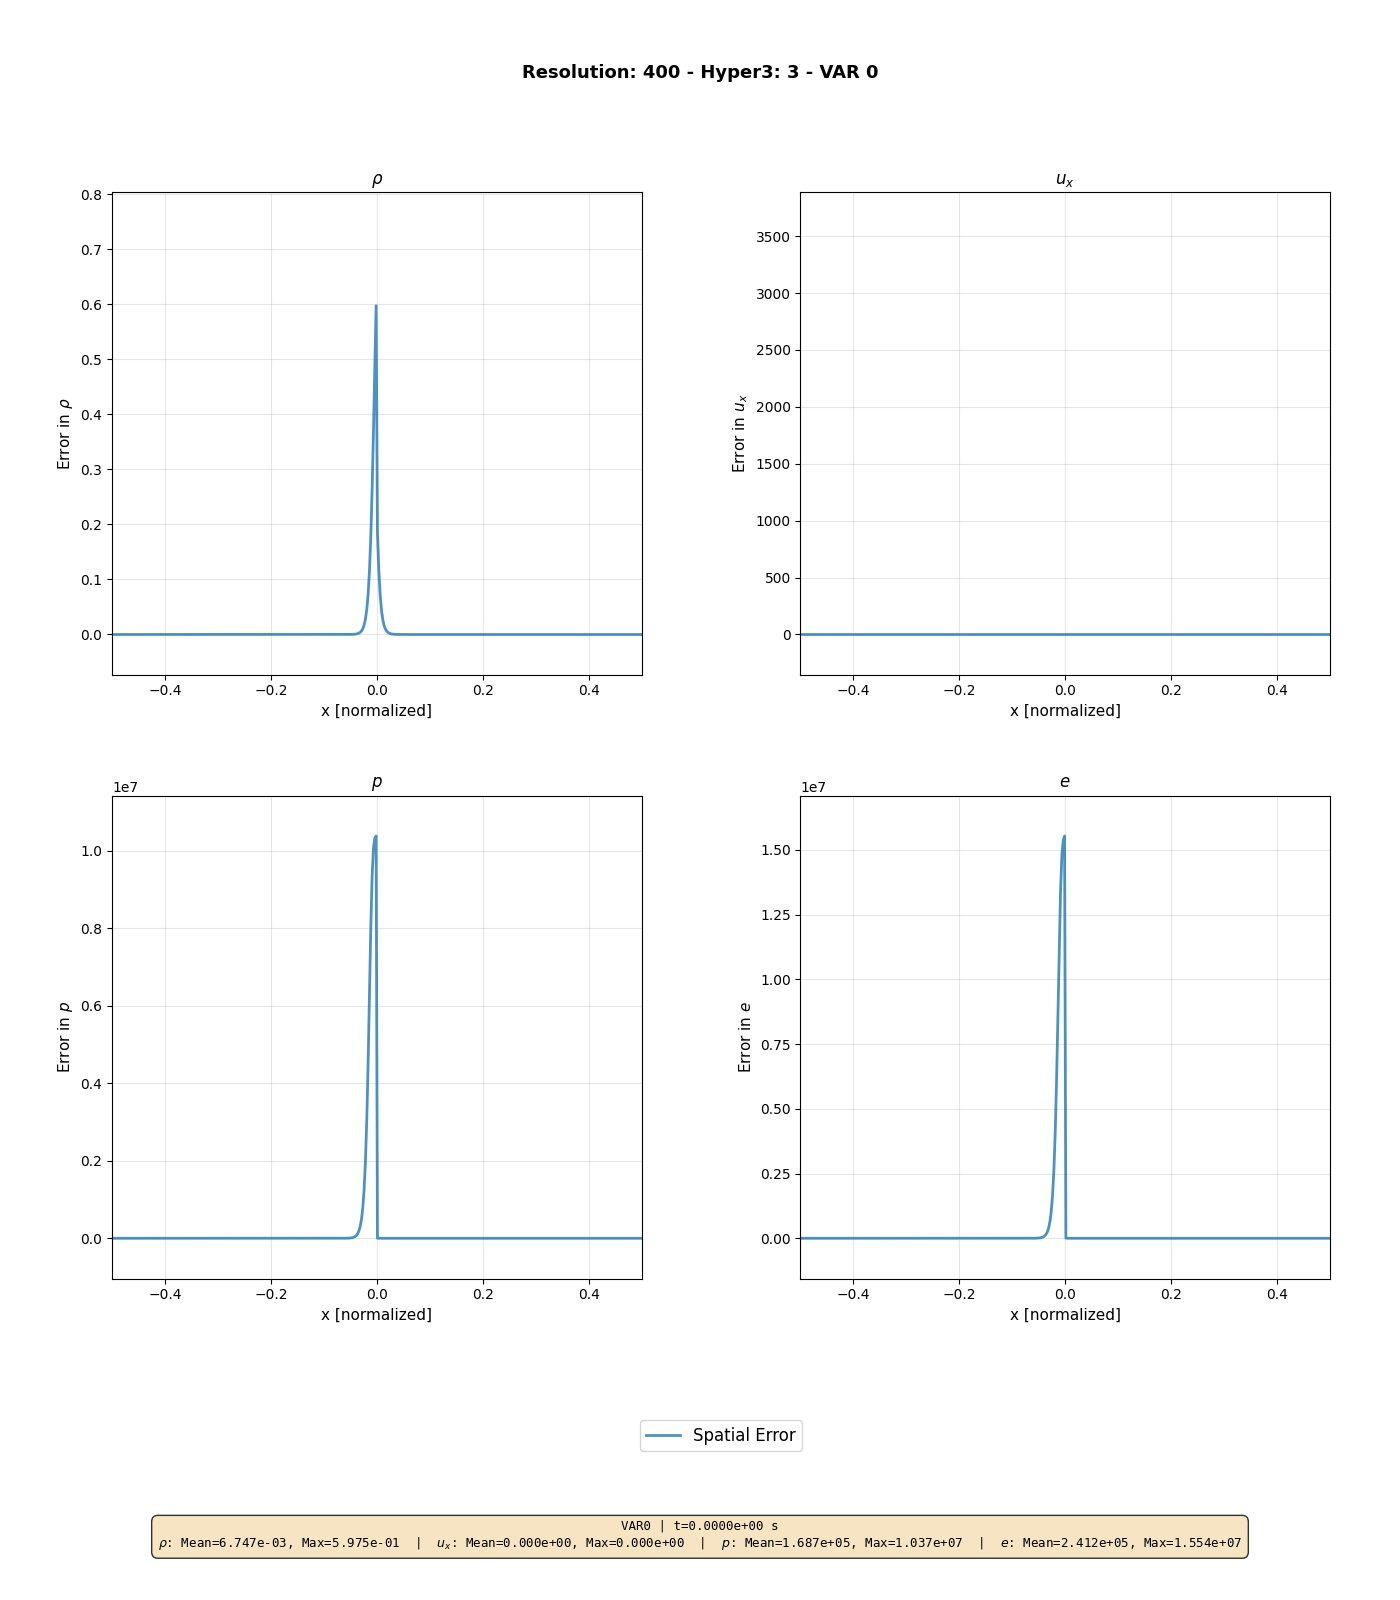 Resolution: 400 - Hyper3: 3 - VAR 0
ρ
0.8
0.7
0.6
0.5
0.4
0.3
0.2
0.1
0.0
Error in ρ
−0.4 −0.2 0.0 0.2 0.4
x [normalized]
uₓ
3500
3000
2500
2000
1500
1000
500
0
Error in uₓ
−0.4 −0.2 0.0 0.2 0.4
x [normalized]
p
1e7
1.0
0.8
0.6
0.4
0.2
0.0
Error in p
−0.4 −0.2 0.0 0.2 0.4
x [normalized]
e
1e7
1.50
1.25
1.00
0.75
0.50
0.25
0.00
Error in e
−0.4 −0.2 0.0 0.2 0.4
x [normalized]
Spatial Error
VAR0 | t=0.0000e+00 s
ρ: Mean=6.747e-03, Max=5.975e-01 | uₓ: Mean=0.000e+00, Max=0.000e+00 | p: Mean=1.687e+05, Max=1.037e+07 | e: Mean=2.412e+05, Max=1.554e+07